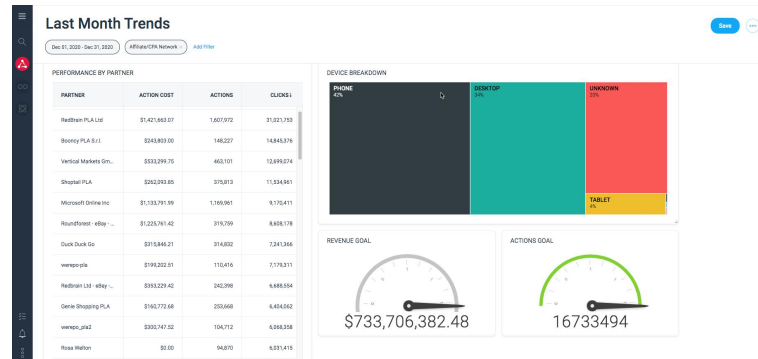 Last Month Trends
Save
Dec 01, 2020 - Dec 31, 2020
Affiliate/CPA Network
Add Filter
PERFORMANCE BY PARTNER
PARTNER ACTION COST ACTIONS CLICKS↓
RedBrain PLA Ltd $1,421,663.07 1,607,972 31,021,753
Booncy PLA S.r.l. $243,803.00 148,227 14,845,376
Vertical Markets Gm... $533,299.75 463,101 12,699,074
Shoptail PLA $262,093.85 375,813 11,534,961
Microsoft Online Inc $1,133,791.99 1,169,961 9,170,411
Roundforest - eBay - ... $1,225,761.42 319,759 8,608,178
Duck Duck Go $315,846.21 314,832 7,241,366
werepo-pla $199,202.51 110,416 7,179,311
Redbrain Ltd - eBay -... $353,229.42 242,398 6,688,554
Genie Shopping PLA $160,772.68 253,668 6,404,062
werepo_pla2 $300,747.52 104,712 6,068,358
Rosa Welton $0.00 94,870 6,031,415
DEVICE BREAKDOWN
PHONE
42%
DESKTOP
34%
UNKNOWN
20%
TABLET
4%
REVENUE GOAL
$733,706,382.48
ACTIONS GOAL
16733494